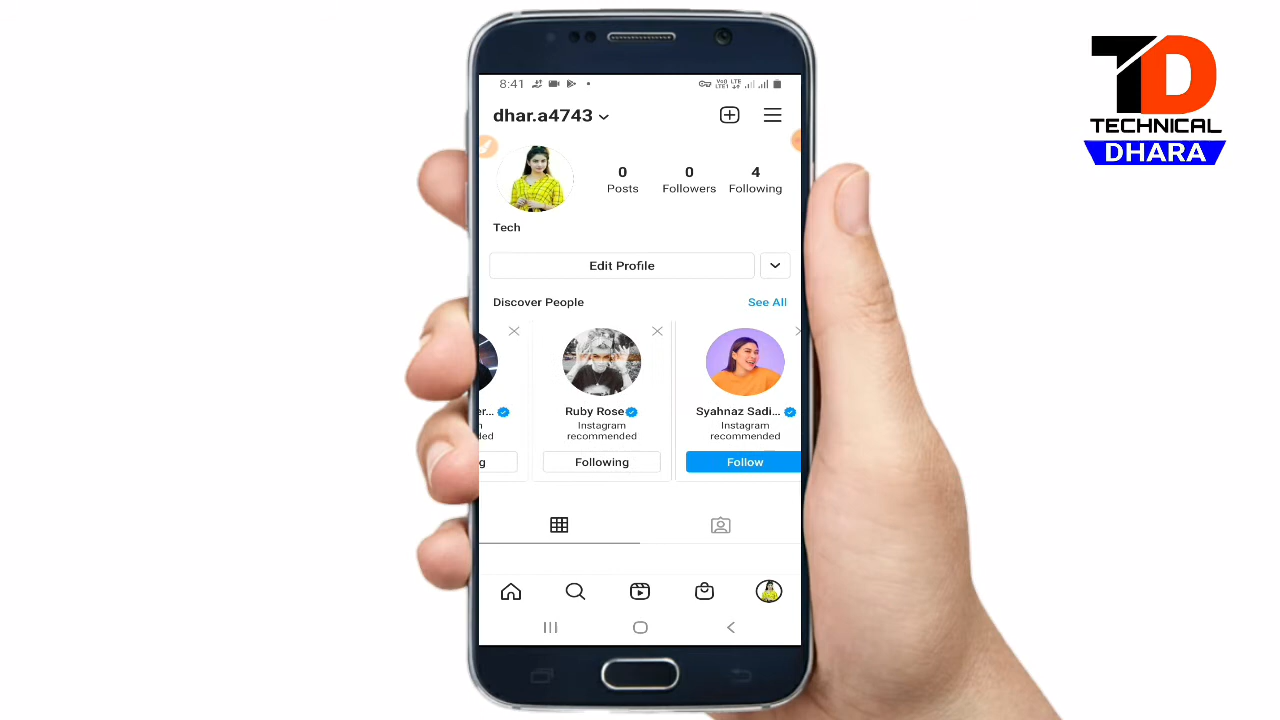 TD
TECHNICAL
DHARA
8:41
dhar.a4743
0 0 4
Posts Followers Following
Tech
Edit Profile
Discover People See All
er... Ruby Rose Syahnaz Sadi...
Instagram Instagram
recommended recommended
Following Follow